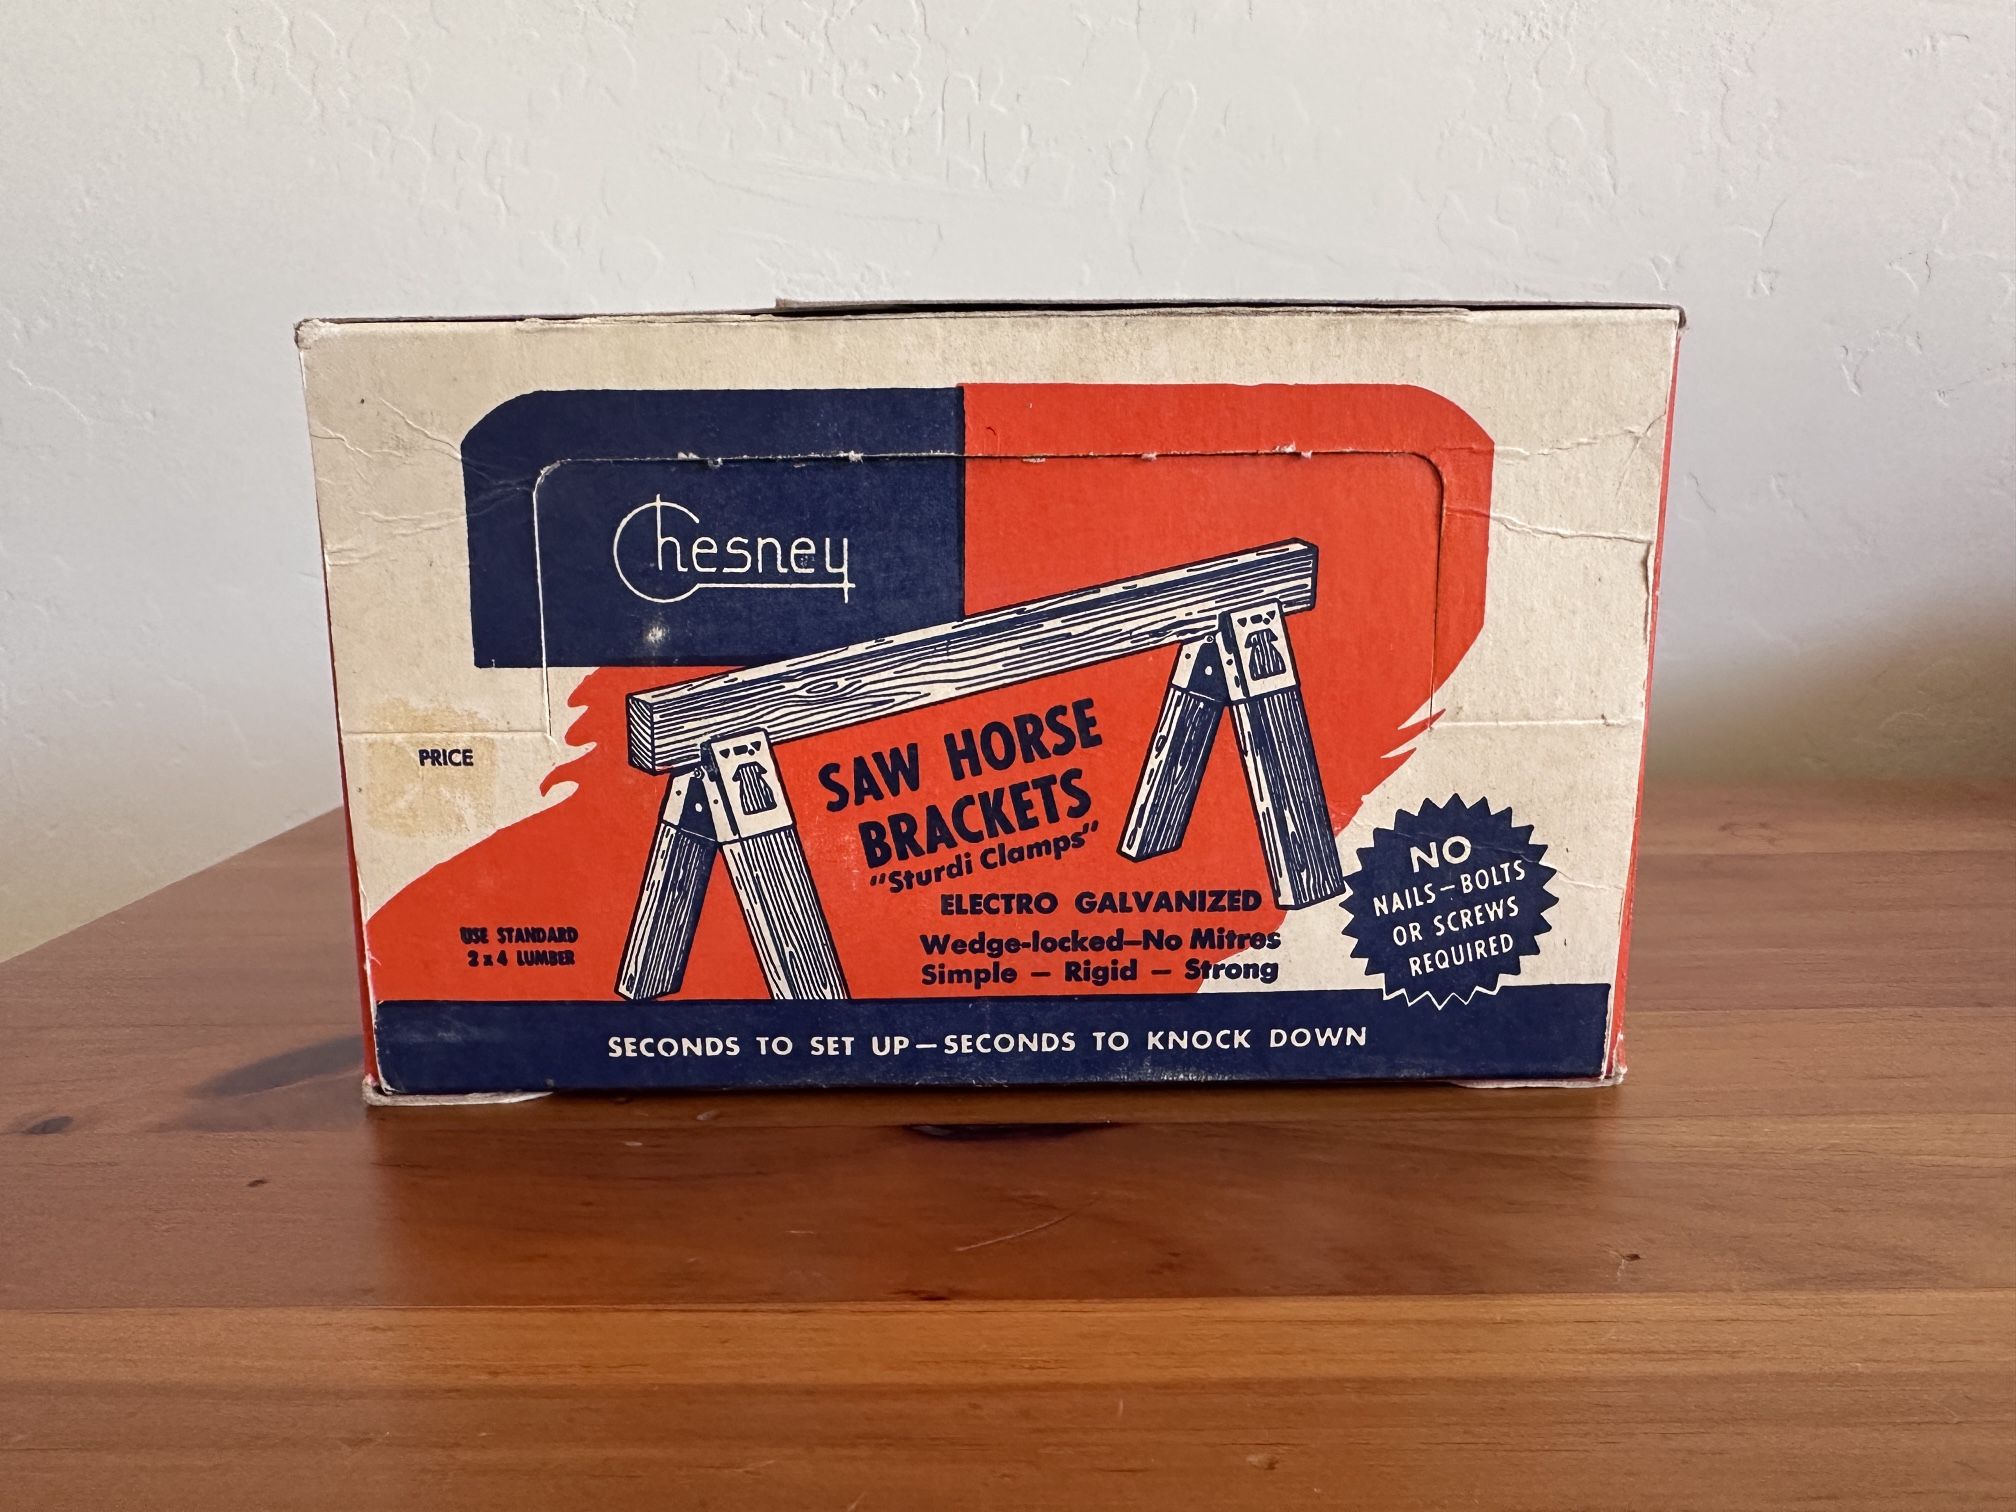 Chesney
PRICE
SAW HORSE
BRACKETS
"Sturdi Clamps"
ELECTRO GALVANIZED
Wedge-locked—No Mitres
Simple — Rigid — Strong
USE STANDARD
2 x 4 LUMBER
NO
NAILS—BOLTS
OR SCREWS
REQUIRED
SECONDS TO SET UP—SECONDS TO KNOCK DOWN